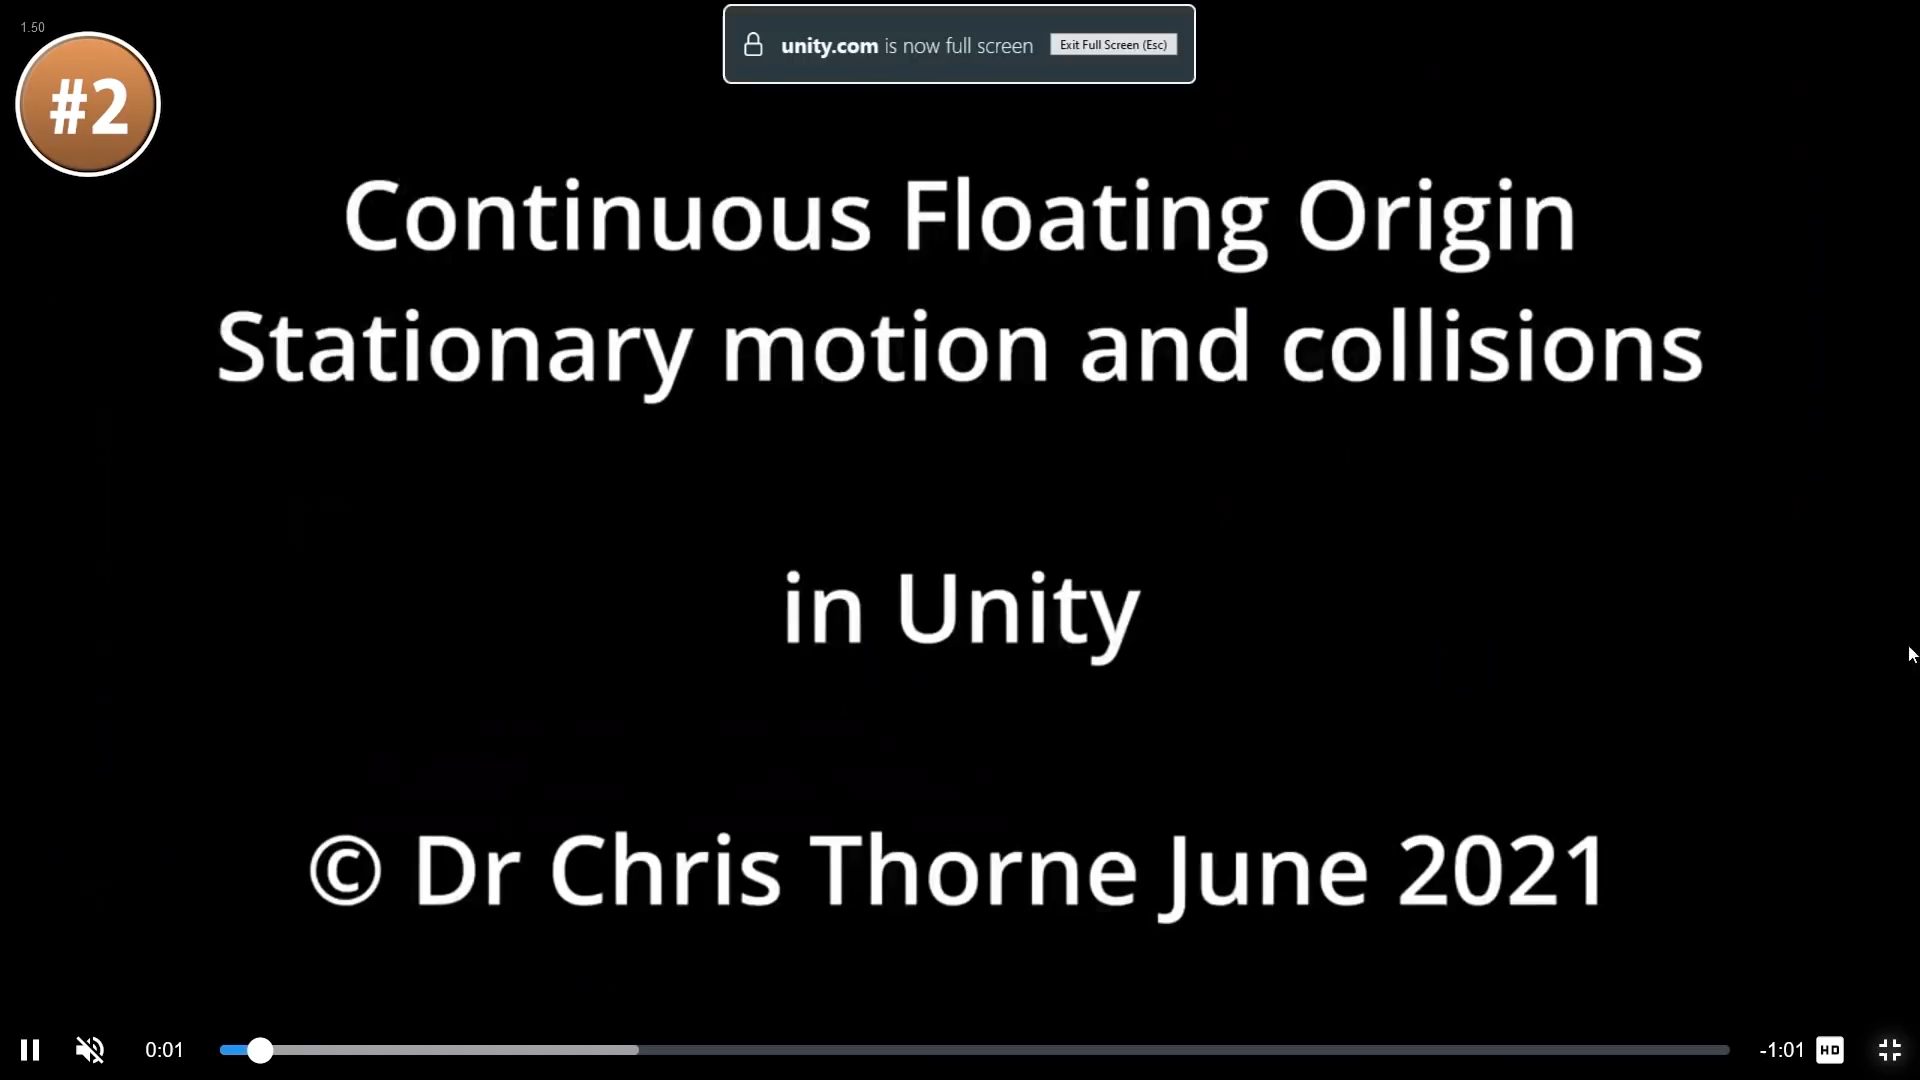 1.50
unity.com is now full screen Exit Full Screen (Esc)
#2
Continuous Floating Origin
Stationary motion and collisions
in Unity
© Dr Chris Thorne June 2021
0:01 -1:01 HD